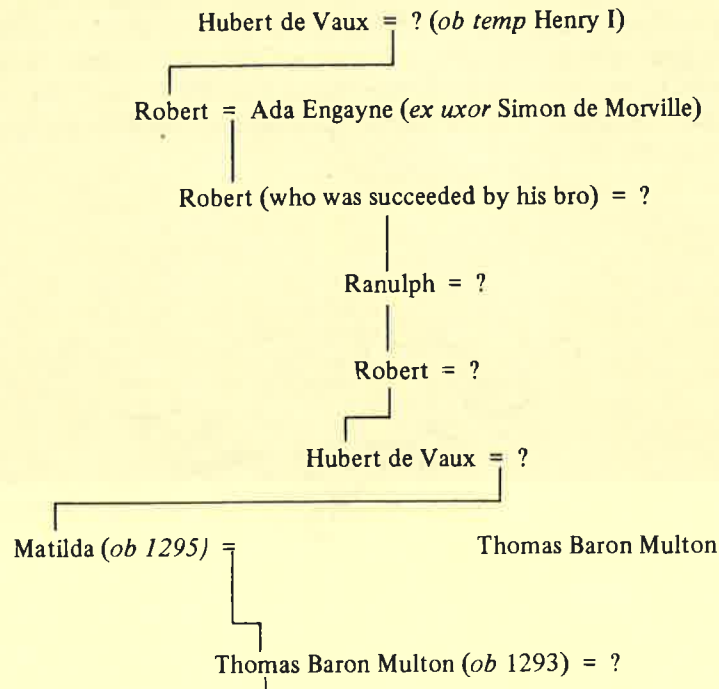 Hubert de Vaux = ? (ob temp Henry I)
Robert = Ada Engayne (ex uxor Simon de Morville)
Robert (who was succeeded by his bro) = ?
Ranulph = ?
Robert = ?
Hubert de Vaux = ?
Matilda (ob 1295) = Thomas Baron Multon
Thomas Baron Multon (ob 1293) = ?